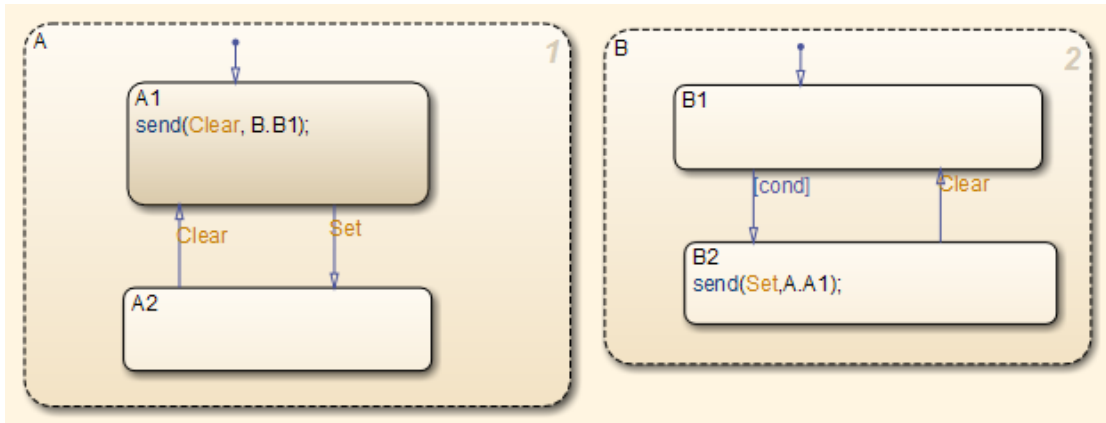 A
1
A1
send(Clear, B.B1);
Clear
Set
A2
B
2
B1
[cond]
Clear
B2
send(Set,A.A1);